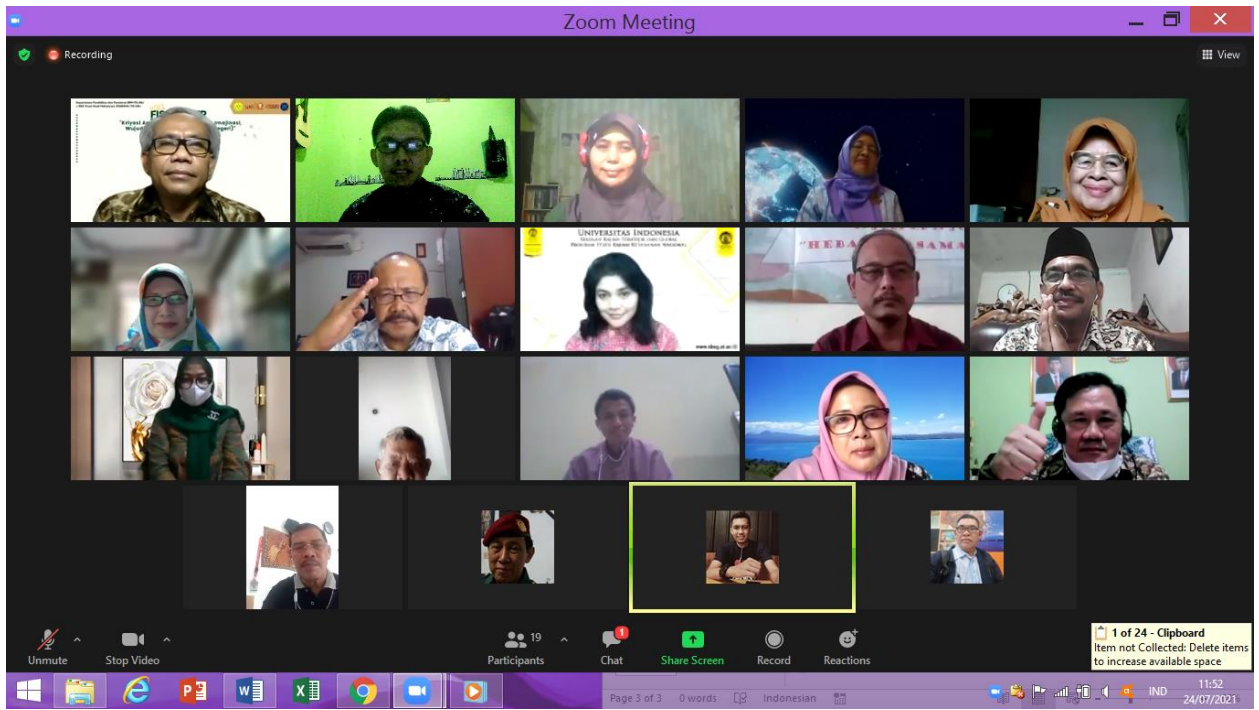 Zoom Meeting
Recording
View
UNIVERSITAS INDONESIA
"HEBA
SAMA
Unmute
Stop Video
19
Participants
1
Chat
Share Screen
Record
Reactions
1 of 24 - Clipboard
Item not Collected: Delete items
to increase available space
Page 3 of 3
0 words
Indonesian
IND
11:52
24/07/2021